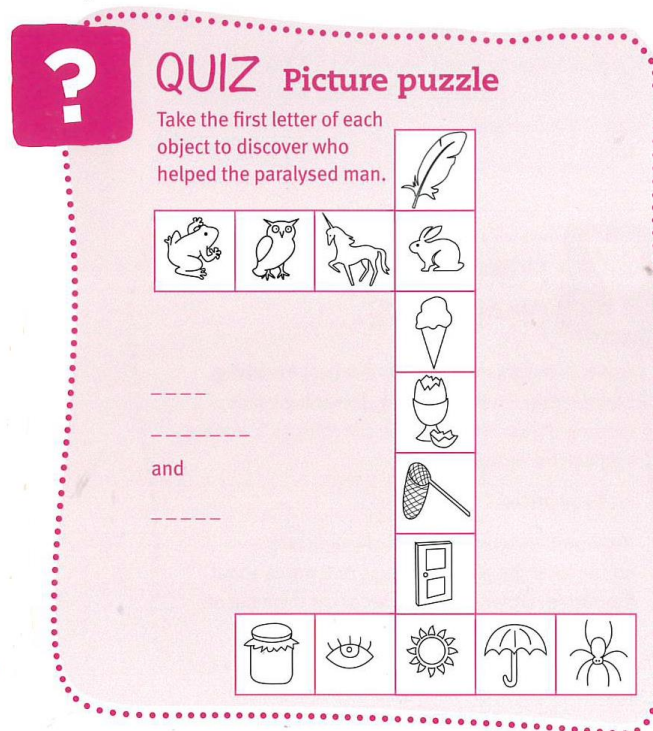 ?
QUIZ Picture puzzle
Take the first letter of each
object to discover who
helped the paralysed man.
_ _ _ _
_ _ _ _ _ _ _
and
_ _ _ _ _